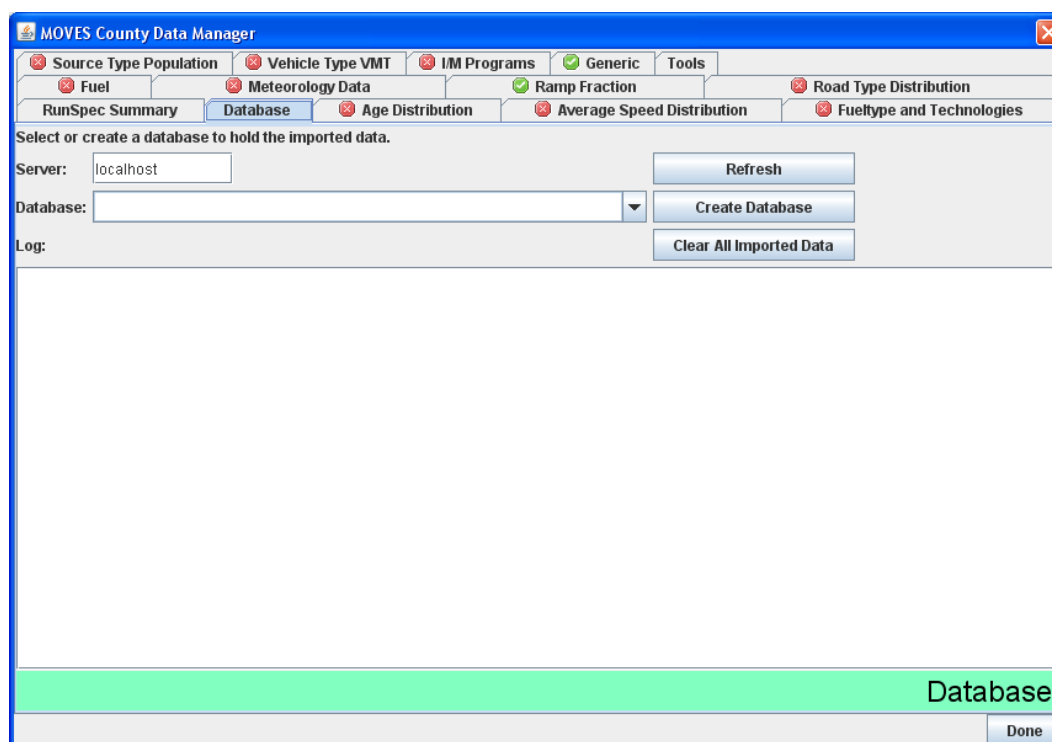 MOVES County Data Manager
Source Type Population Vehicle Type VMT I/M Programs Generic Tools
Fuel Meteorology Data Ramp Fraction Road Type Distribution
RunSpec Summary Database Age Distribution Average Speed Distribution Fueltype and Technologies
Select or create a database to hold the imported data.
Server: localhost Refresh
Database: Create Database
Log: Clear All Imported Data
Database
Done